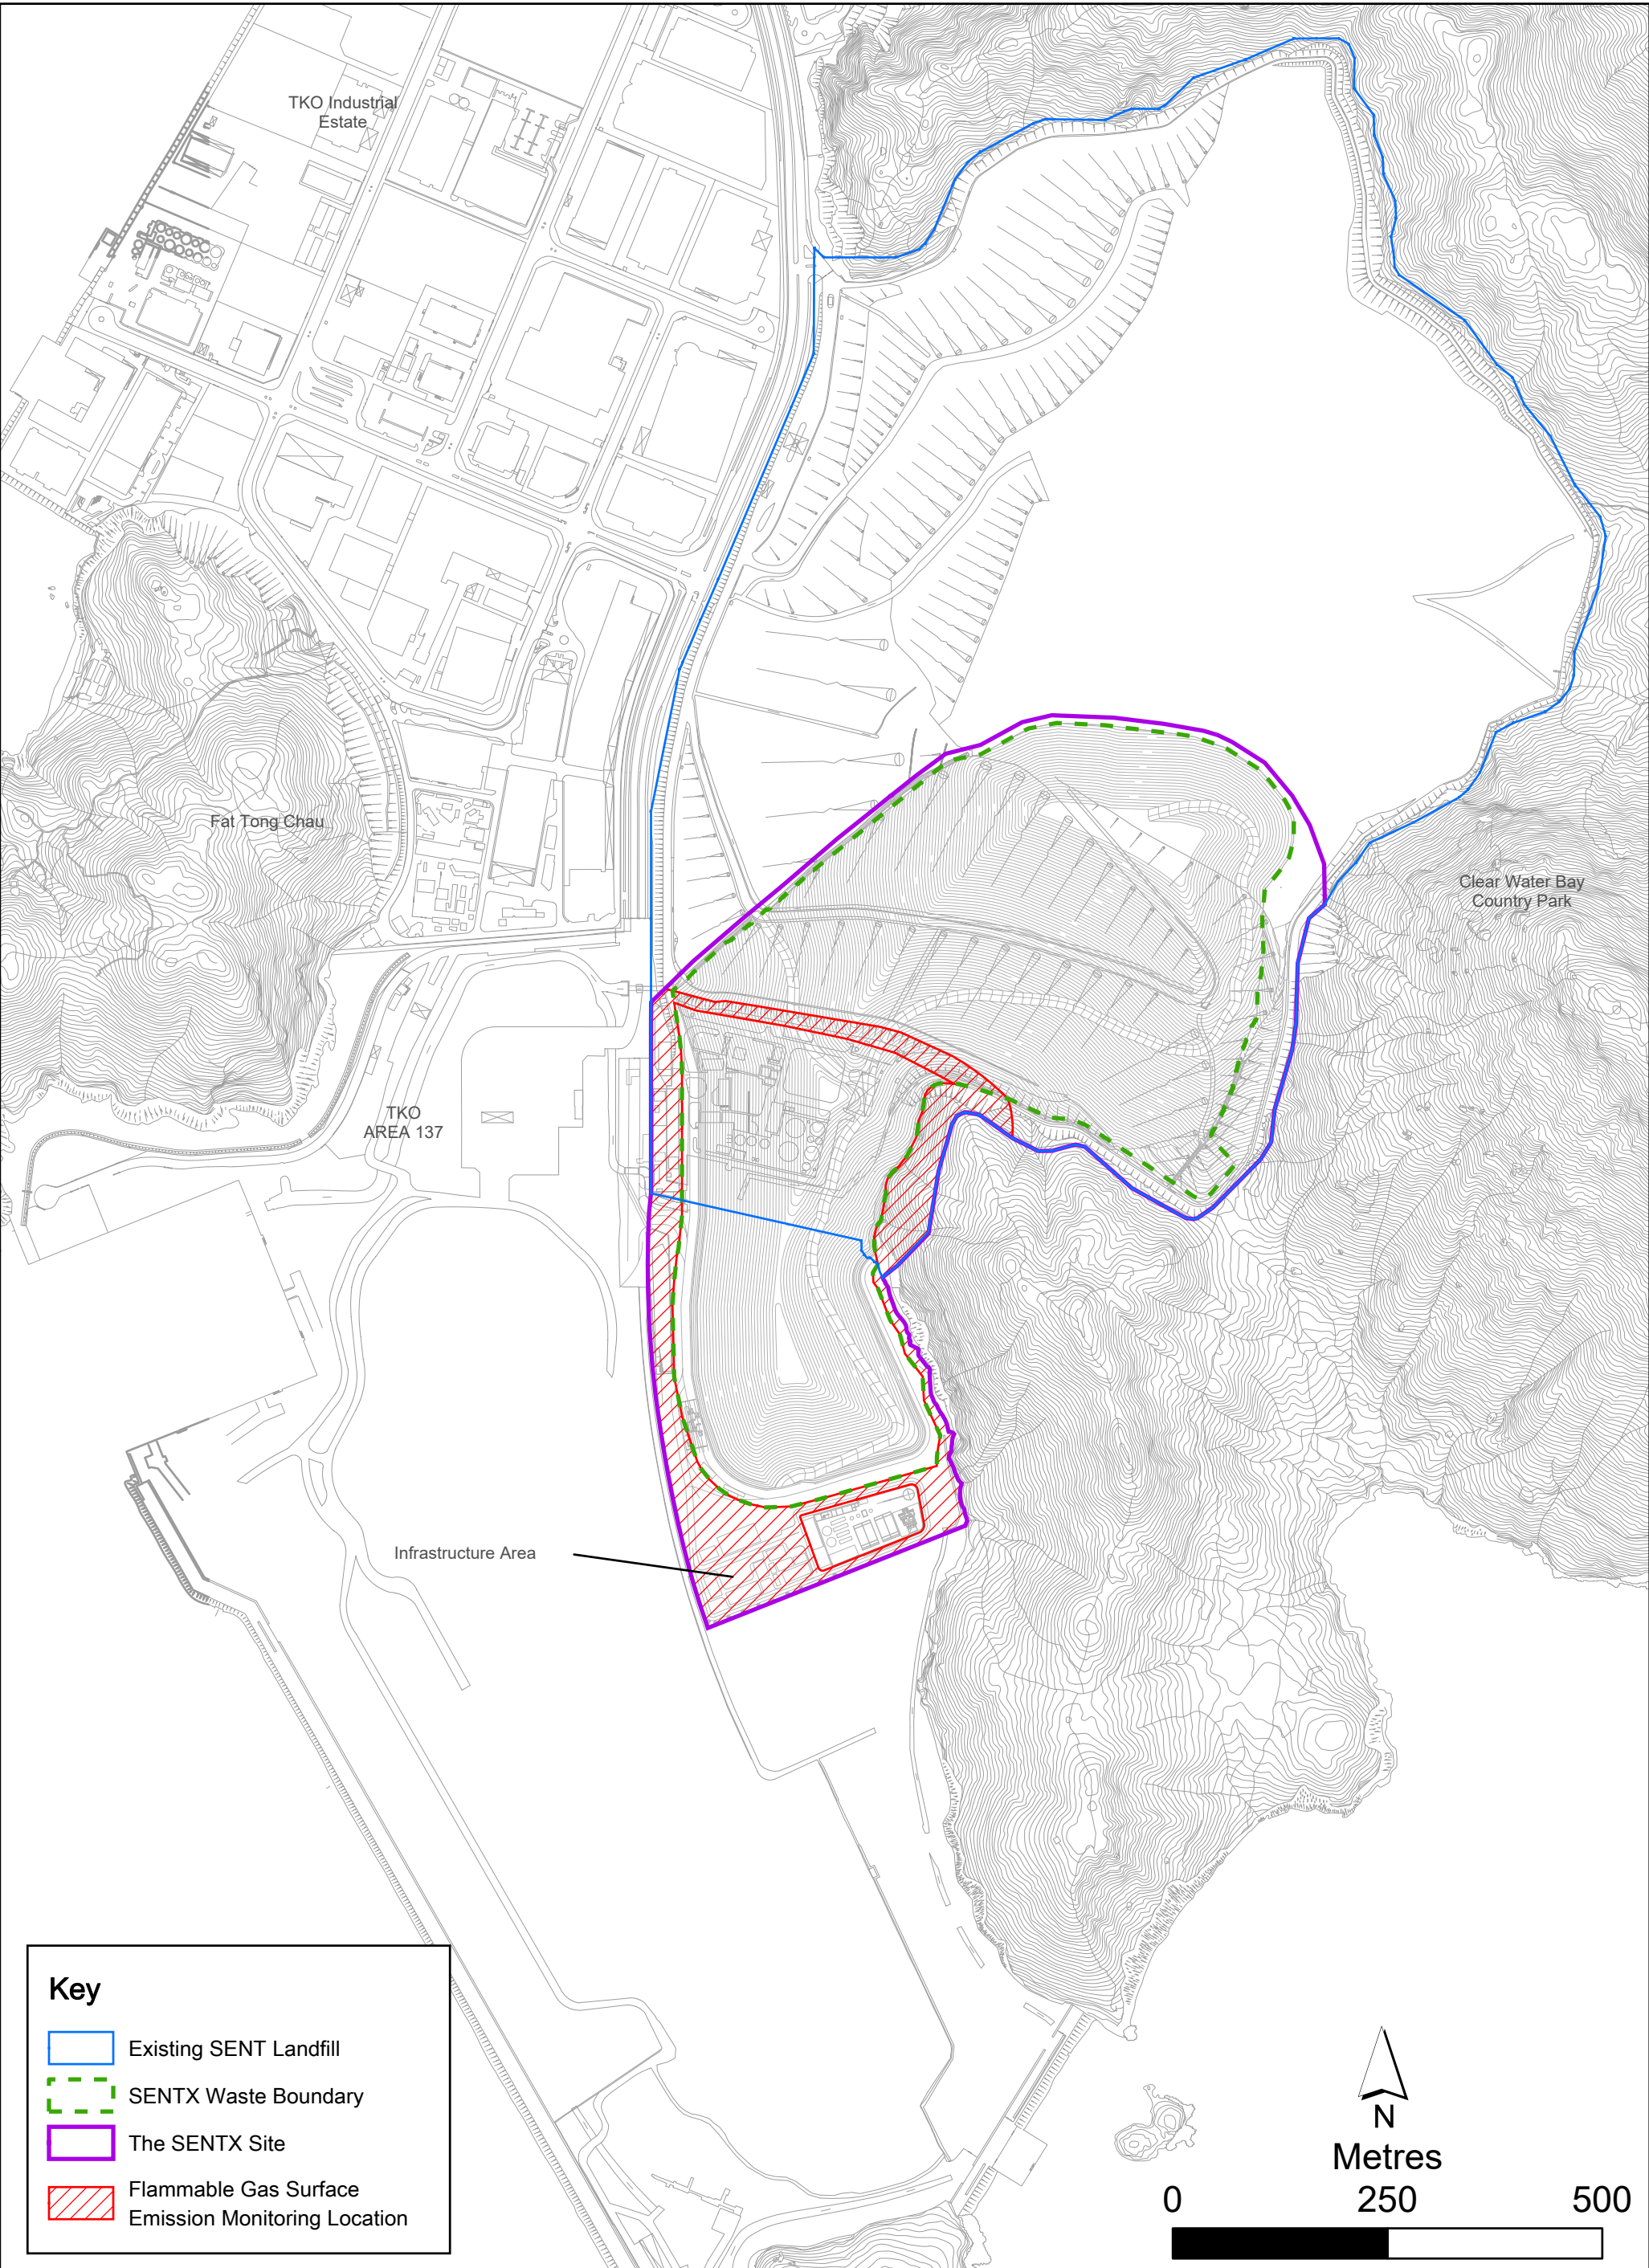 TKO Industrial
Estate
Fat Tong Chau
Clear Water Bay
Country Park
TKO
AREA 137
Infrastructure Area
Key
Existing SENT Landfill
SENTX Waste Boundary
The SENTX Site
Flammable Gas Surface
Emission Monitoring Location
N
Metres
0 250 500